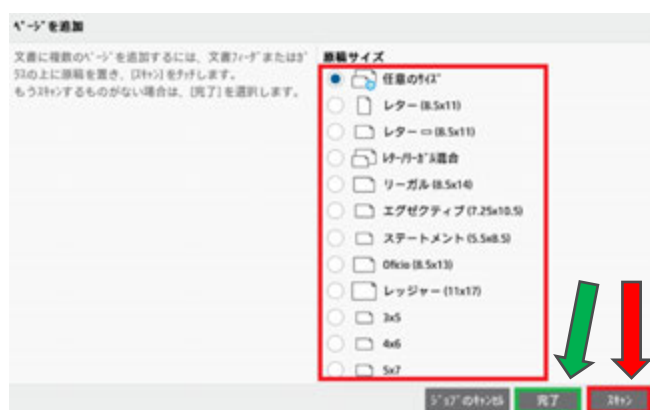 ﾍﾟｰｼﾞを追加
文書に複数のﾍﾟｰｼﾞを追加するには、文書ﾌｨｰﾀﾞまたはｶﾞ
ﾗｽの上に原稿を置き、[ｽｷｬﾝ]をﾀｯﾁします。
もうｽｷｬﾝするものがない場合は、[完了]を選択します。
原稿サイズ
任意のｻｲｽﾞ
レター (8.5x11)
レター ▭ (8.5x11)
ﾚﾀｰ/ﾘｰｶﾞﾙ混合
リーガル (8.5x14)
エグゼクティブ (7.25x10.5)
ステートメント (5.5x8.5)
Oficio (8.5x13)
レッジャー (11x17)
3x5
4x6
5x7
ｼﾞｮﾌﾞのｷｬﾝｾﾙ
完了
ｽｷｬﾝ